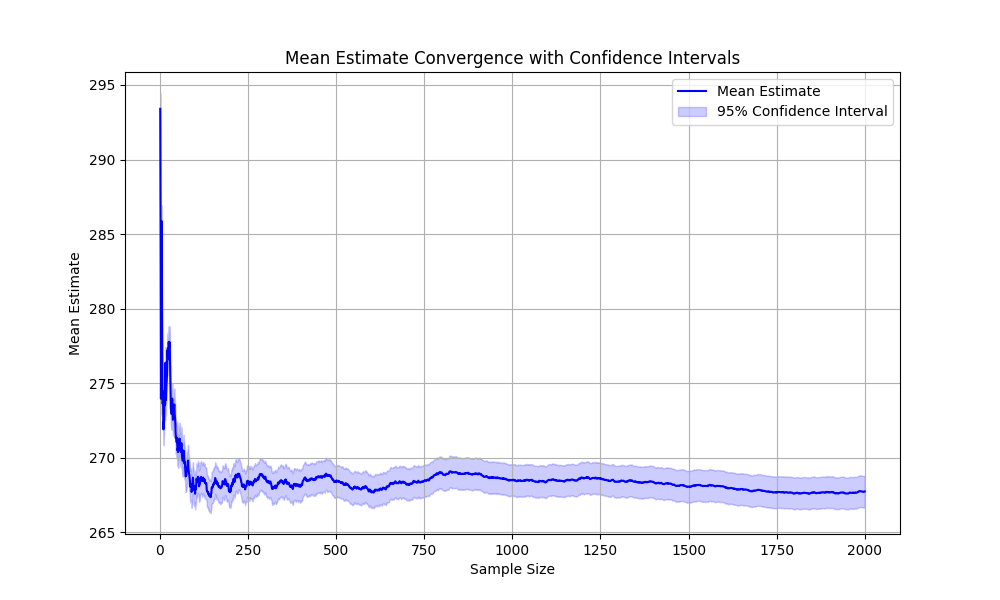 Mean Estimate Convergence with Confidence Intervals
Mean Estimate
95% Confidence Interval
295
290
285
280
275
270
265
Mean Estimate
0 250 500 750 1000 1250 1500 1750 2000
Sample Size